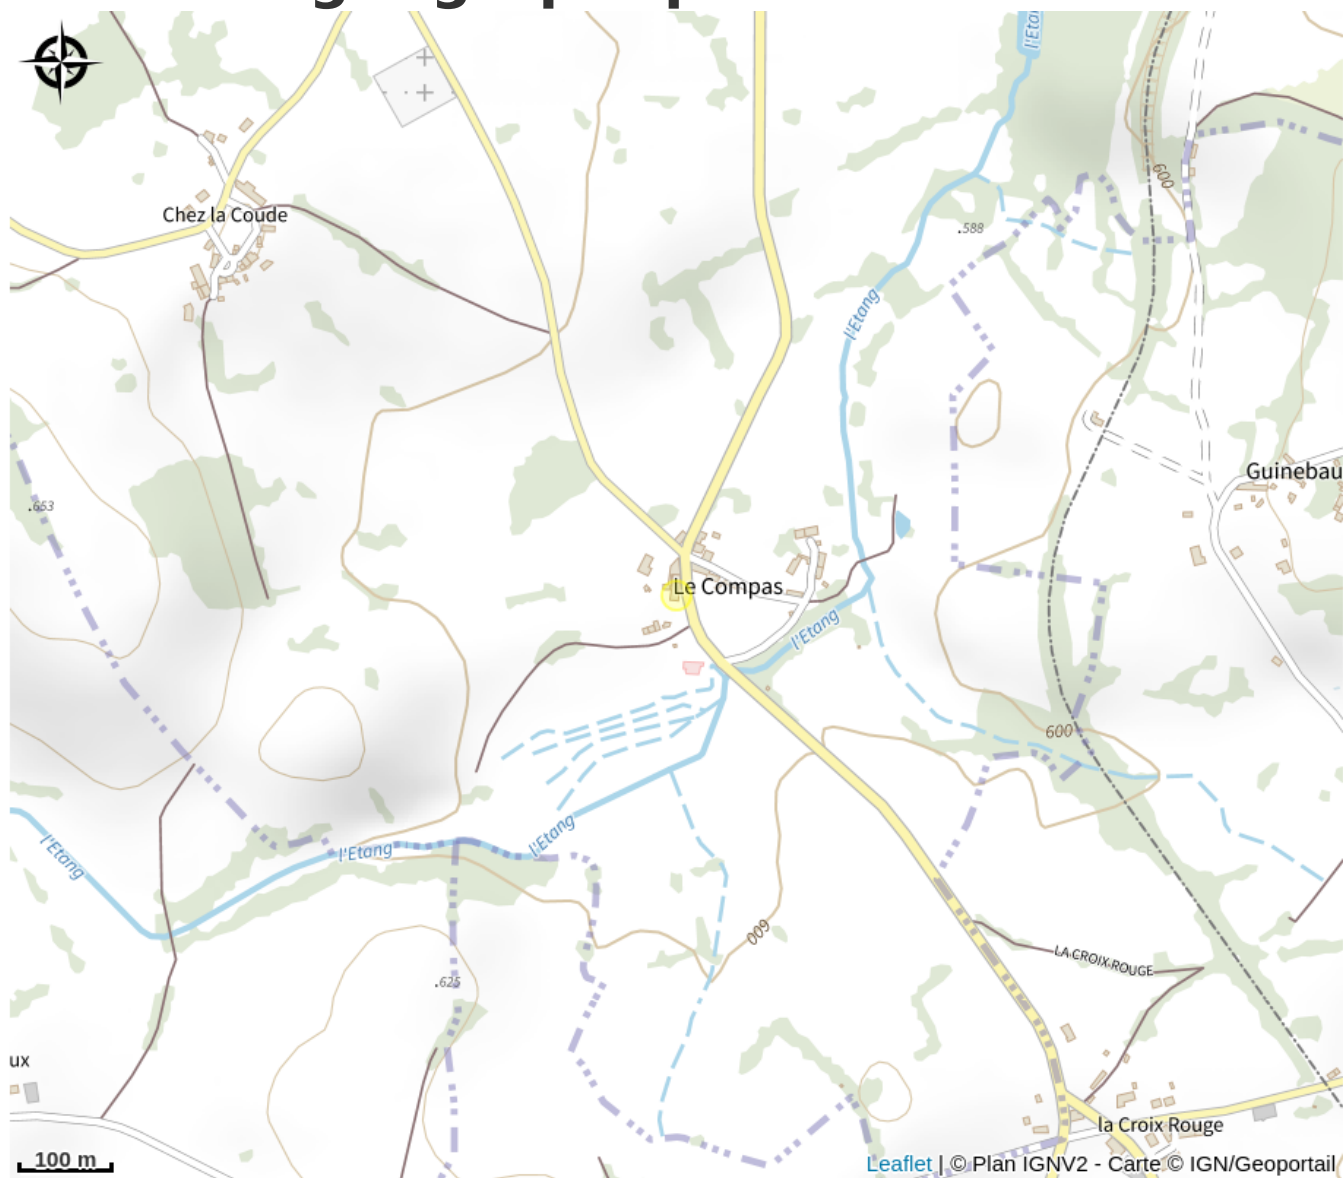 l'Etang
600
Chez la Coude
.588
l'Etang
Guinebau
.653
Le Compas
l'Etang
600
l'Etang
l'Etang
l'Etang
600
LA CROIX ROUGE
.625
ux
la Croix Rouge
100 m
Leaflet | © Plan IGNV2 - Carte © IGN/Geoportail